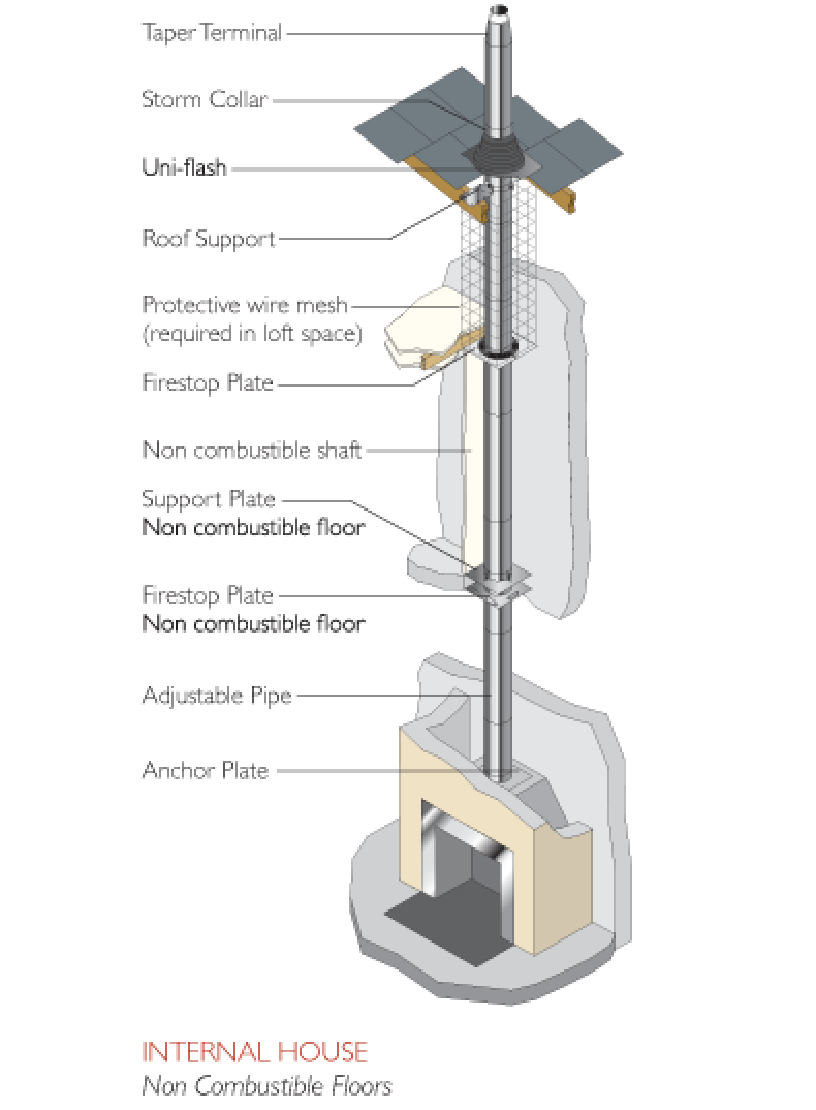 Taper Terminal
Storm Collar
Uni-flash
Roof Support
Protective wire mesh
(required in loft space)
Firestop Plate
Non combustible shaft
Support Plate
Non combustible floor
Firestop Plate
Non combustible floor
Adjustable Pipe
Anchor Plate
INTERNAL HOUSE
Non Combustible Floors